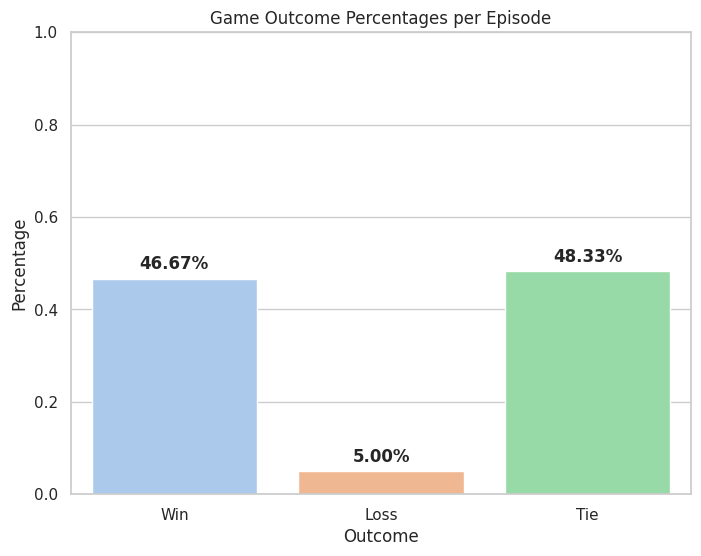 Game Outcome Percentages per Episode
1.0
0.8
0.6
0.4
0.2
0.0
Percentage
46.67%
5.00%
48.33%
Win
Loss
Tie
Outcome